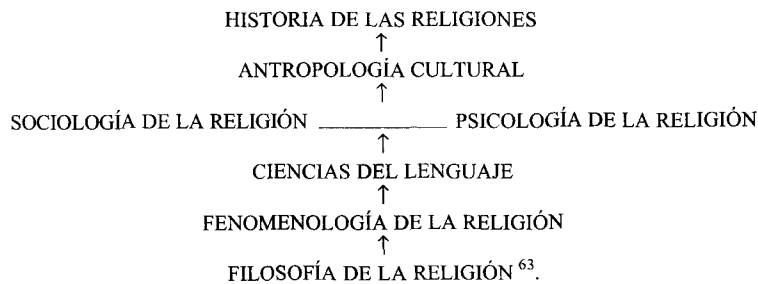 HISTORIA DE LAS RELIGIONES
↑
ANTROPOLOGÍA CULTURAL
↑
SOCIOLOGÍA DE LA RELIGIÓN ____________ PSICOLOGÍA DE LA RELIGIÓN
↑
CIENCIAS DEL LENGUAJE
↑
FENOMENOLOGÍA DE LA RELIGIÓN
↑
FILOSOFÍA DE LA RELIGIÓN ⁶³.